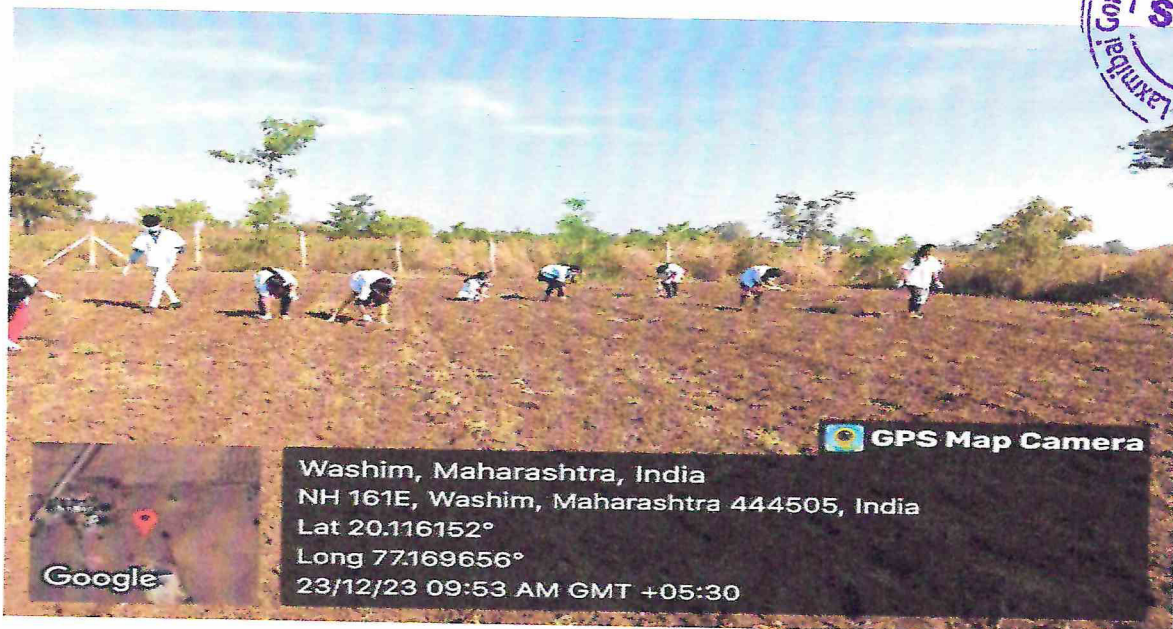 Laxmibai
GPS Map Camera
Washim, Maharashtra, India
NH 161E, Washim, Maharashtra 444505, India
Lat 20.116152°
Long 77.169656°
23/12/23 09:53 AM GMT +05:30
Google